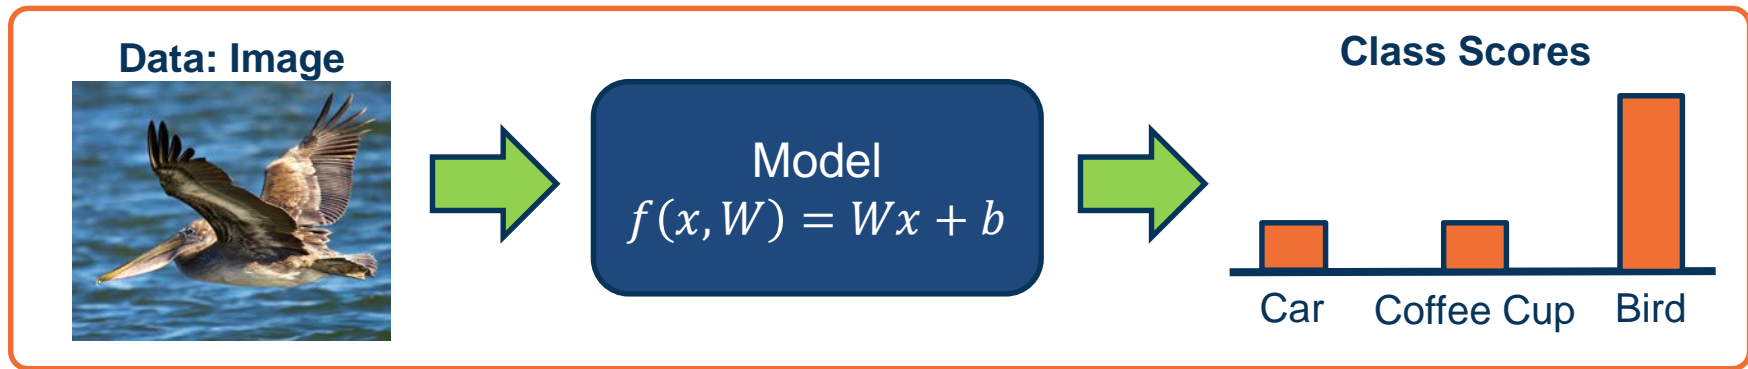 Data: Image
Model
f(x, W) = Wx + b
Class Scores
Car
Coffee Cup
Bird